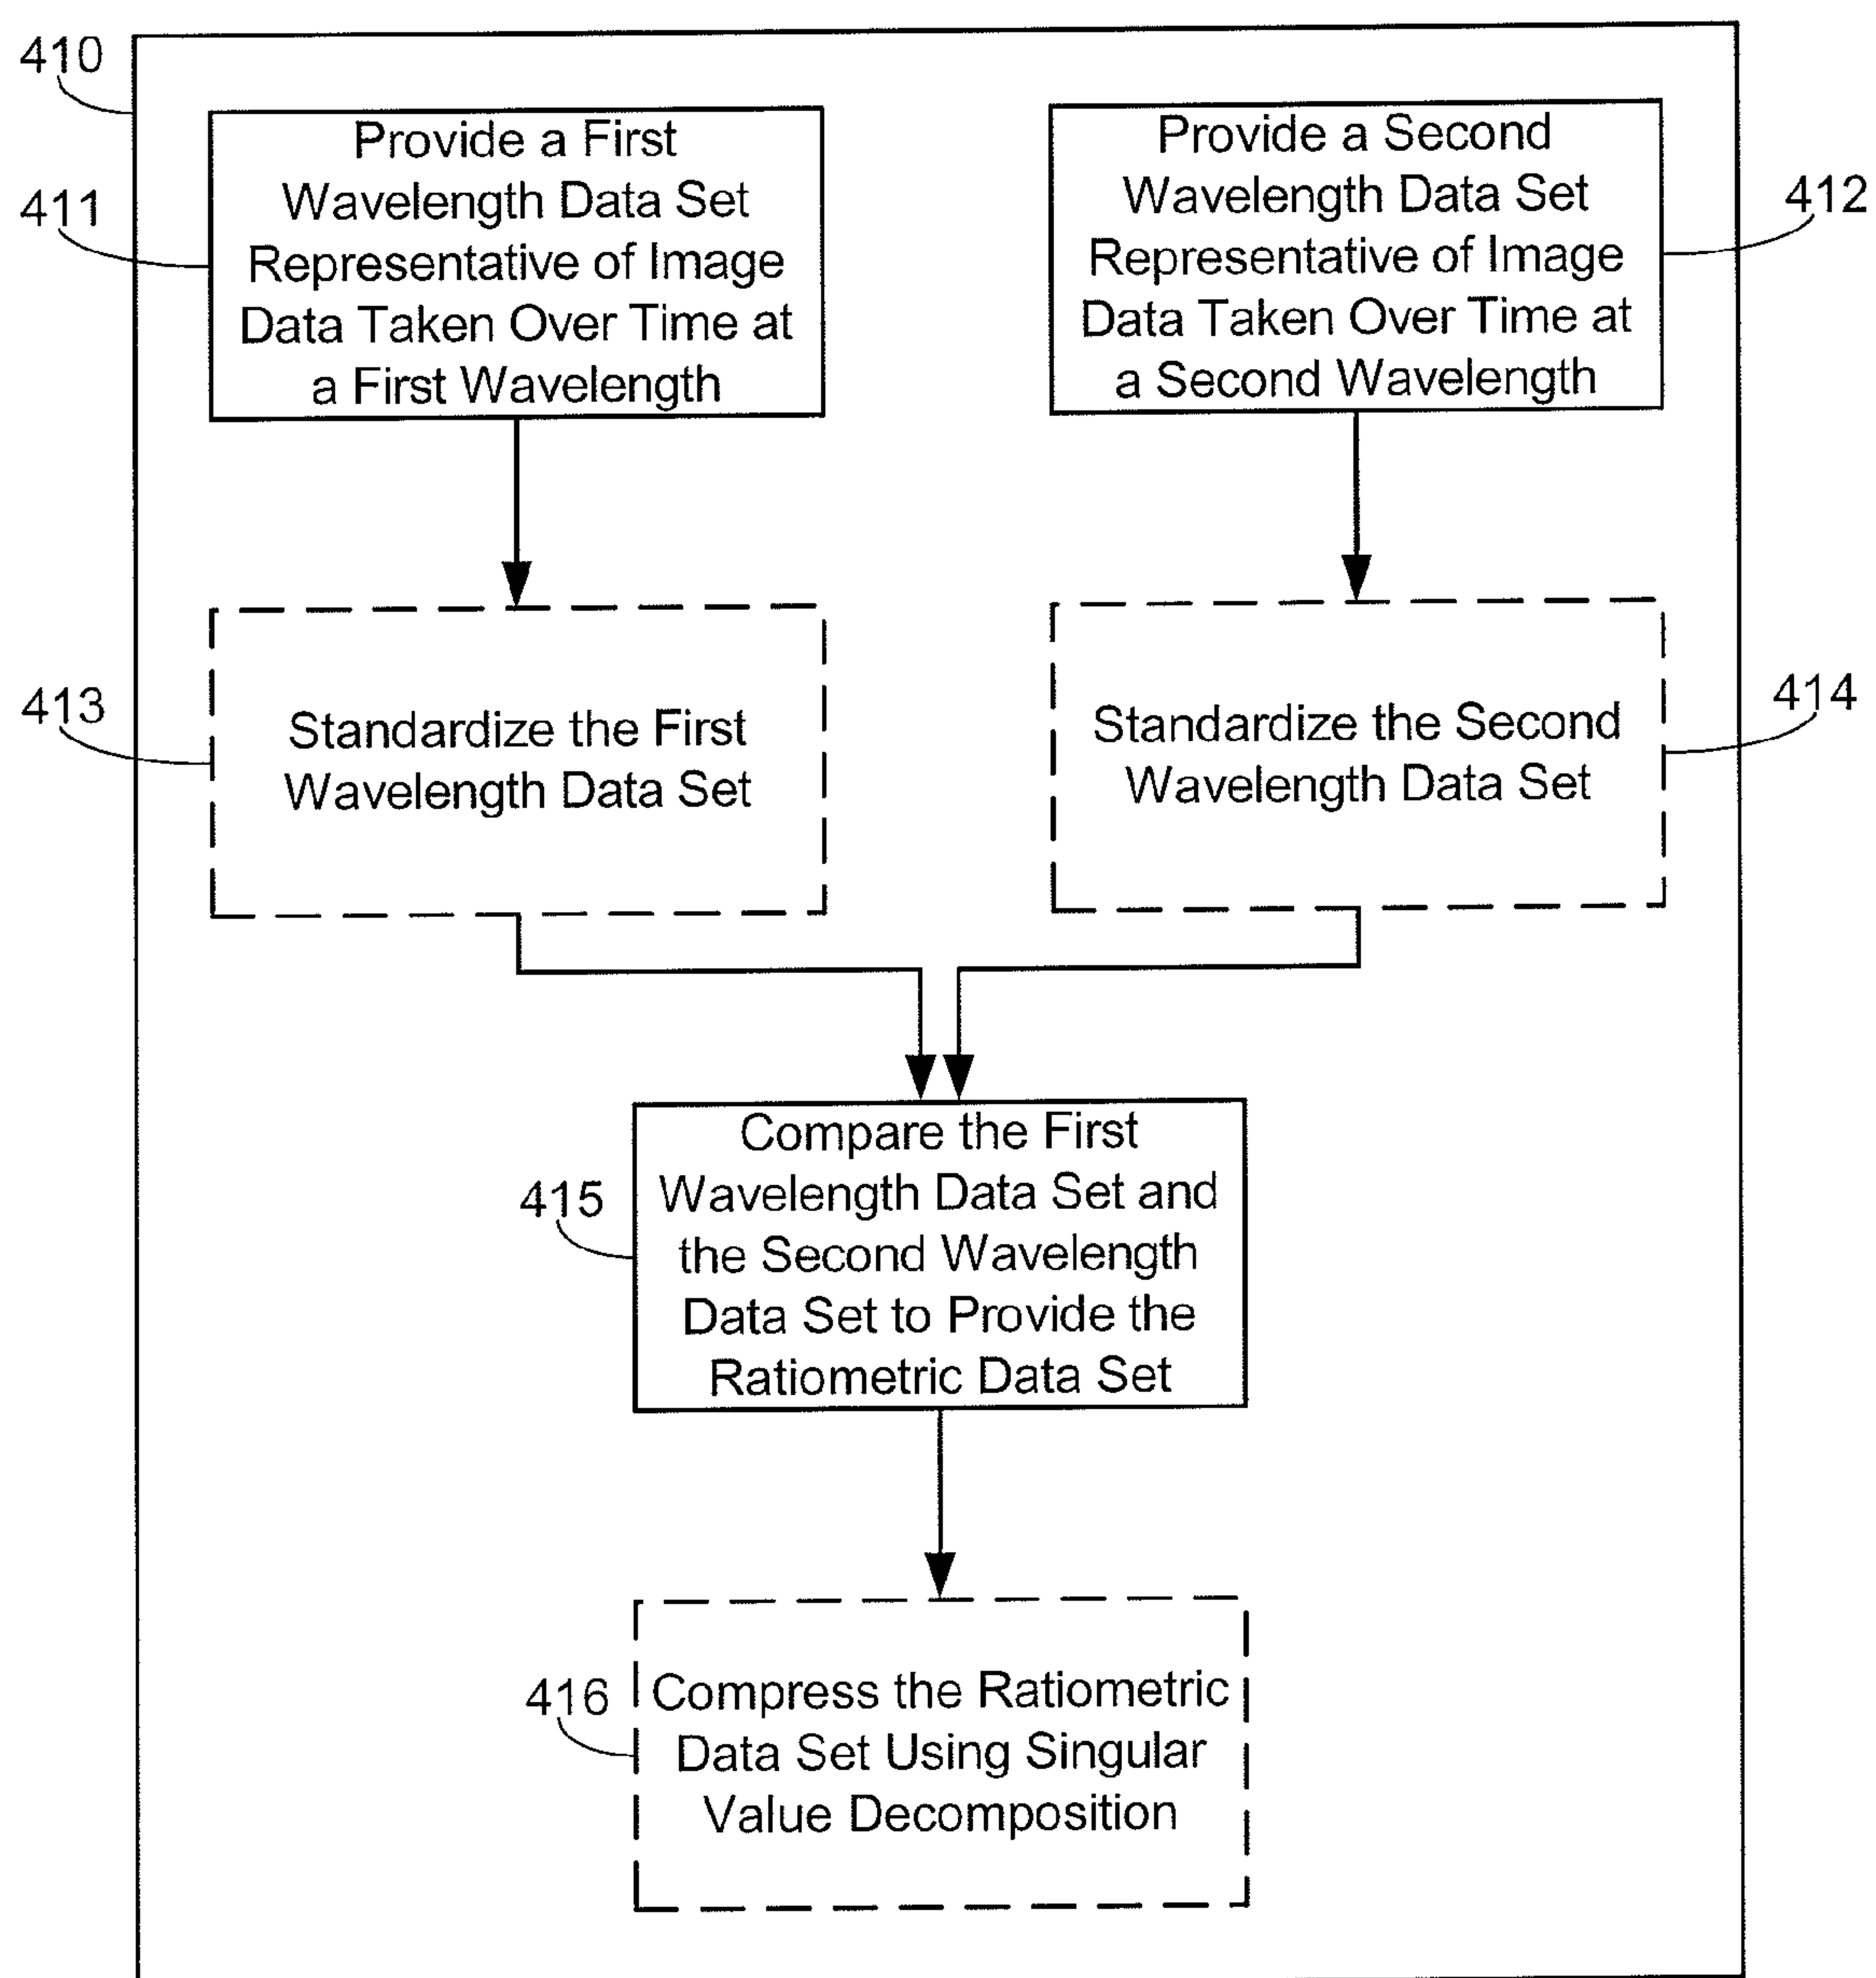 410
Provide a First
Wavelength Data Set
Representative of Image
Data Taken Over Time at
a First Wavelength
411
Provide a Second
Wavelength Data Set
Representative of Image
Data Taken Over Time at
a Second Wavelength
412
413
Standardize the First
Wavelength Data Set
Standardize the Second
Wavelength Data Set
414
415
Compare the First
Wavelength Data Set and
the Second Wavelength
Data Set to Provide the
Ratiometric Data Set
416
Compress the Ratiometric
Data Set Using Singular
Value Decomposition